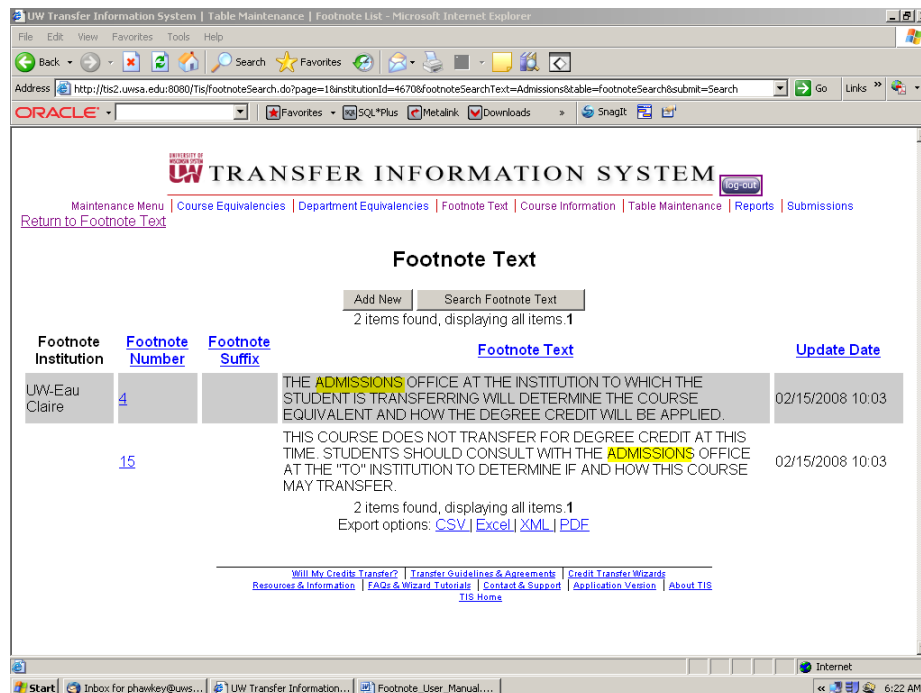 UW Transfer Information System | Table Maintenance | Footnote List - Microsoft Internet Explorer
File Edit View Favorites Tools Help
Back Search Favorites
Address http://tis2.uwsa.edu:8080/Tis/footnoteSearch.do?page=1&institutionId=4670&footnoteSearchText=Admissions&table=footnoteSearch&submit=Search Go Links »
ORACLE Favorites SQL*Plus Metalink Downloads » SnagIt
UNIVERSITY OF WISCONSIN SYSTEM
UW TRANSFER INFORMATION SYSTEM log-out
Maintenance Menu | Course Equivalencies | Department Equivalencies | Footnote Text | Course Information | Table Maintenance | Reports | Submissions
Return to Footnote Text
Footnote Text
Add New Search Footnote Text
2 items found, displaying all items.1
Footnote Institution Footnote Number Footnote Suffix Footnote Text Update Date
UW-Eau Claire 4 THE ADMISSIONS OFFICE AT THE INSTITUTION TO WHICH THE
STUDENT IS TRANSFERRING WILL DETERMINE THE COURSE
EQUIVALENT AND HOW THE DEGREE CREDIT WILL BE APPLIED. 02/15/2008 10:03
15 THIS COURSE DOES NOT TRANSFER FOR DEGREE CREDIT AT THIS
TIME. STUDENTS SHOULD CONSULT WITH THE ADMISSIONS OFFICE
AT THE "TO" INSTITUTION TO DETERMINE IF AND HOW THIS COURSE
MAY TRANSFER. 02/15/2008 10:03
2 items found, displaying all items.1
Export options: CSV | Excel | XML | PDF
Will My Credits Transfer? | Transfer Guidelines & Agreements | Credit Transfer Wizards
Resources & Information | FAQs & Wizard Tutorials | Contact & Support | Application Version | About TIS
TIS Home
Internet
Start Inbox for phawkey@uws... UW Transfer Information... Footnote_User_Manual.... « 6:22 AM